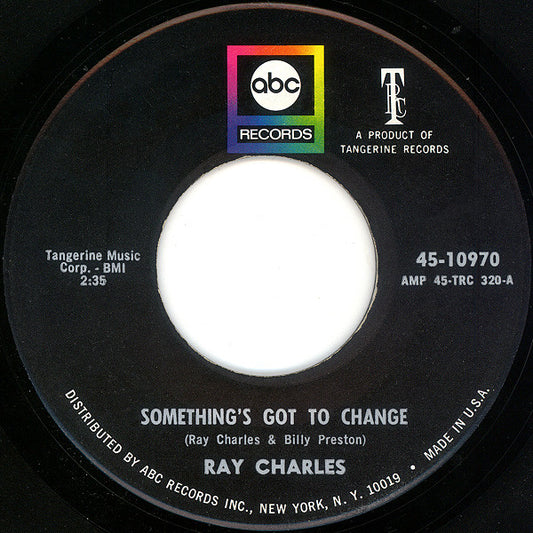 abc
RECORDS
TRC
A PRODUCT OF
TANGERINE RECORDS
Tangerine Music
Corp. - BMI
2:35
45-10970
AMP 45-TRC 320-A
SOMETHING'S GOT TO CHANGE
(Ray Charles & Billy Preston)
RAY CHARLES
DISTRIBUTED BY ABC RECORDS INC., NEW YORK, N. Y. 10019 • MADE IN U.S.A.